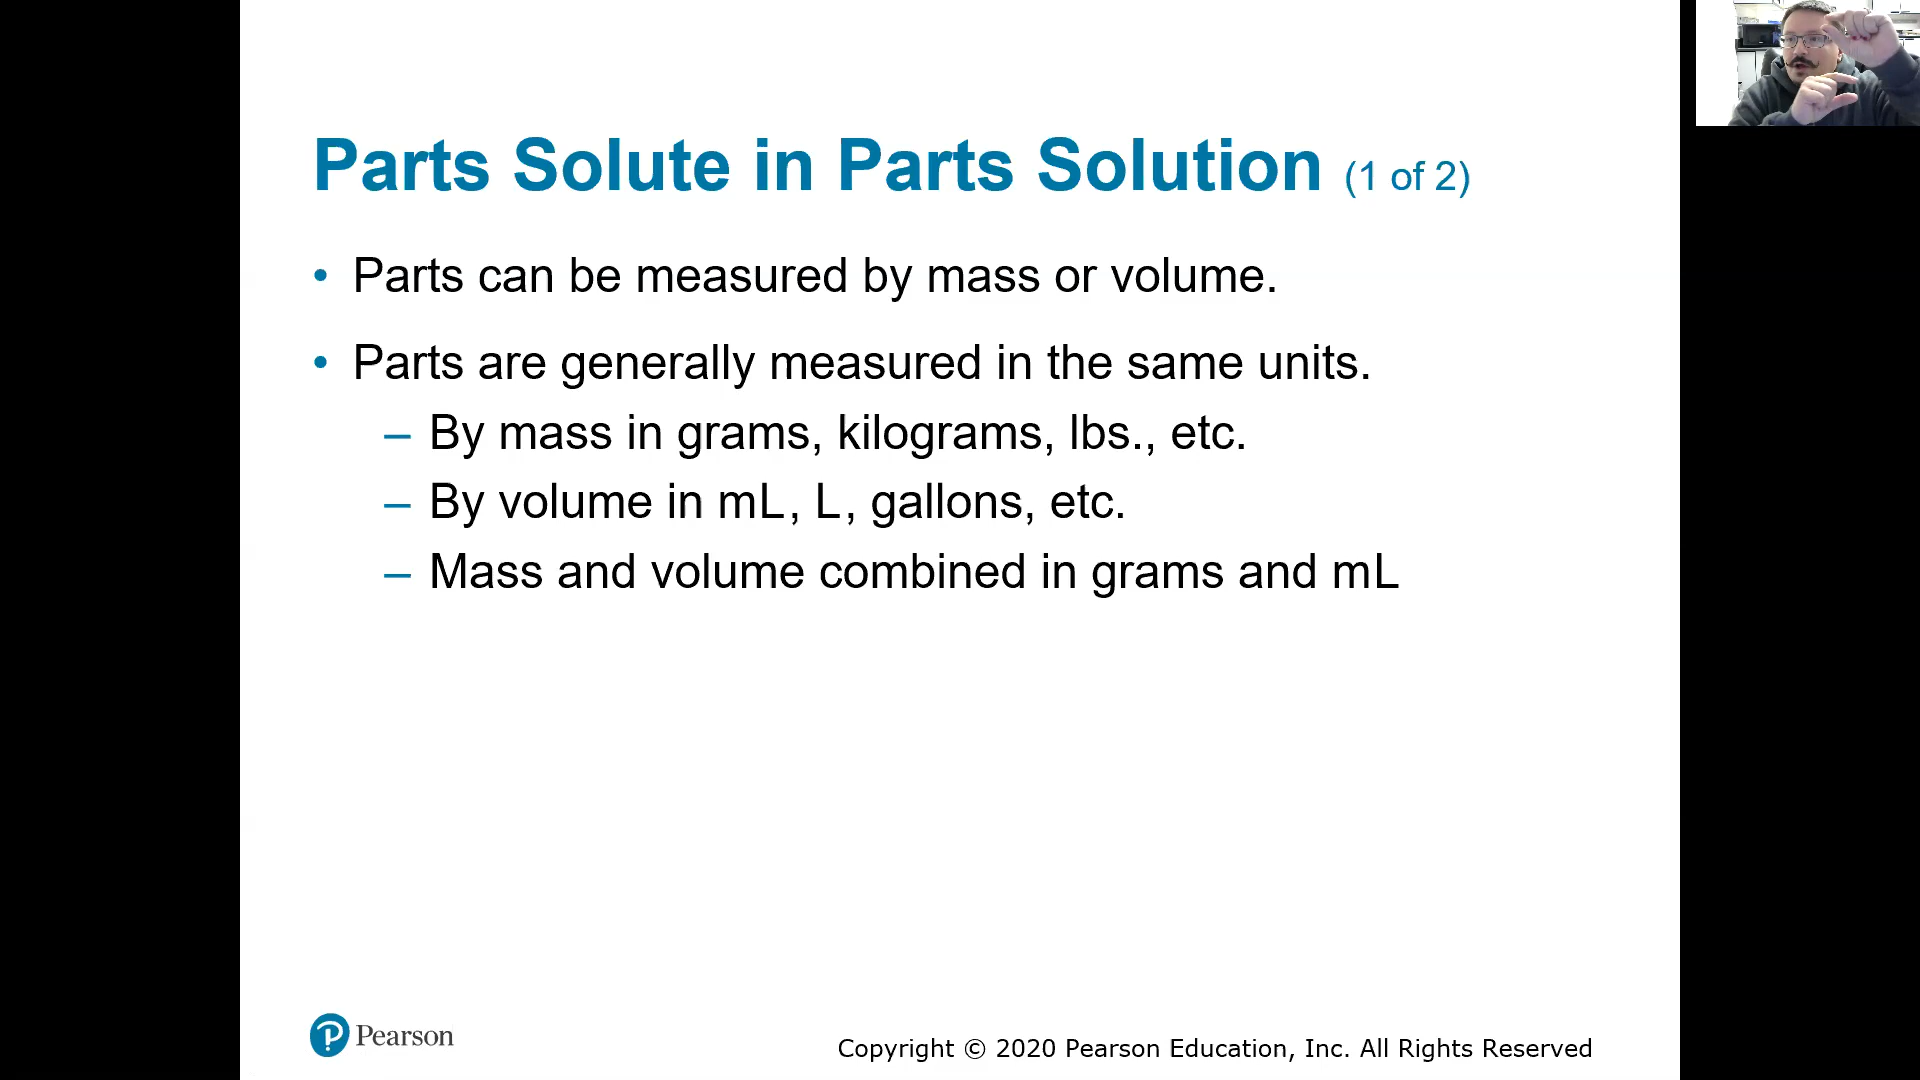 Parts Solute in Parts Solution (1 of 2)
• Parts can be measured by mass or volume.
• Parts are generally measured in the same units.
– By mass in grams, kilograms, lbs., etc.
– By volume in mL, L, gallons, etc.
– Mass and volume combined in grams and mL
Pearson
Copyright © 2020 Pearson Education, Inc. All Rights Reserved